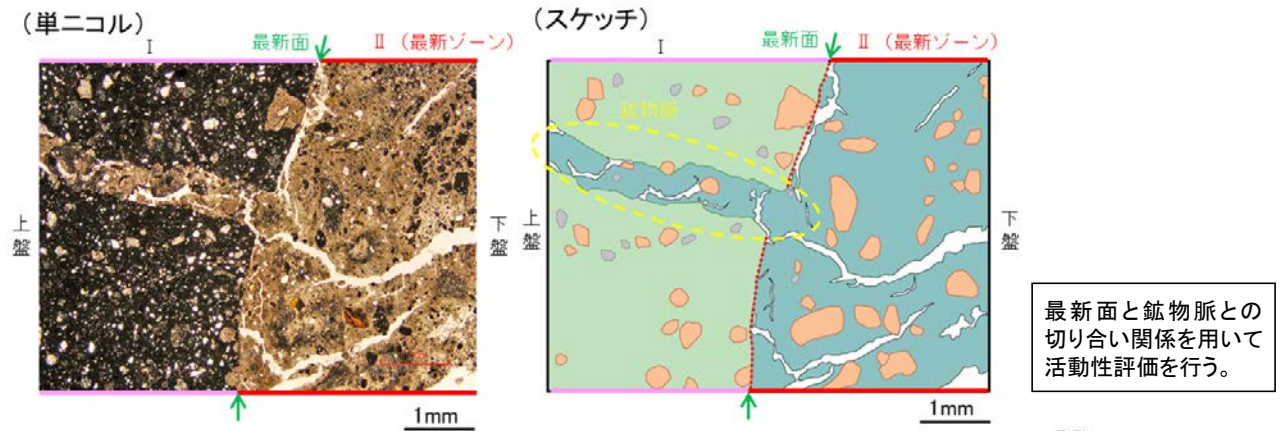 （単ニコル）
Ⅰ
最新面
Ⅱ （最新ゾーン）
上盤
下盤
1mm
（スケッチ）
Ⅰ
最新面
Ⅱ （最新ゾーン）
鉱物脈
上盤
下盤
1mm
最新面と鉱物脈との
切り合い関係を用いて
活動性評価を行う。